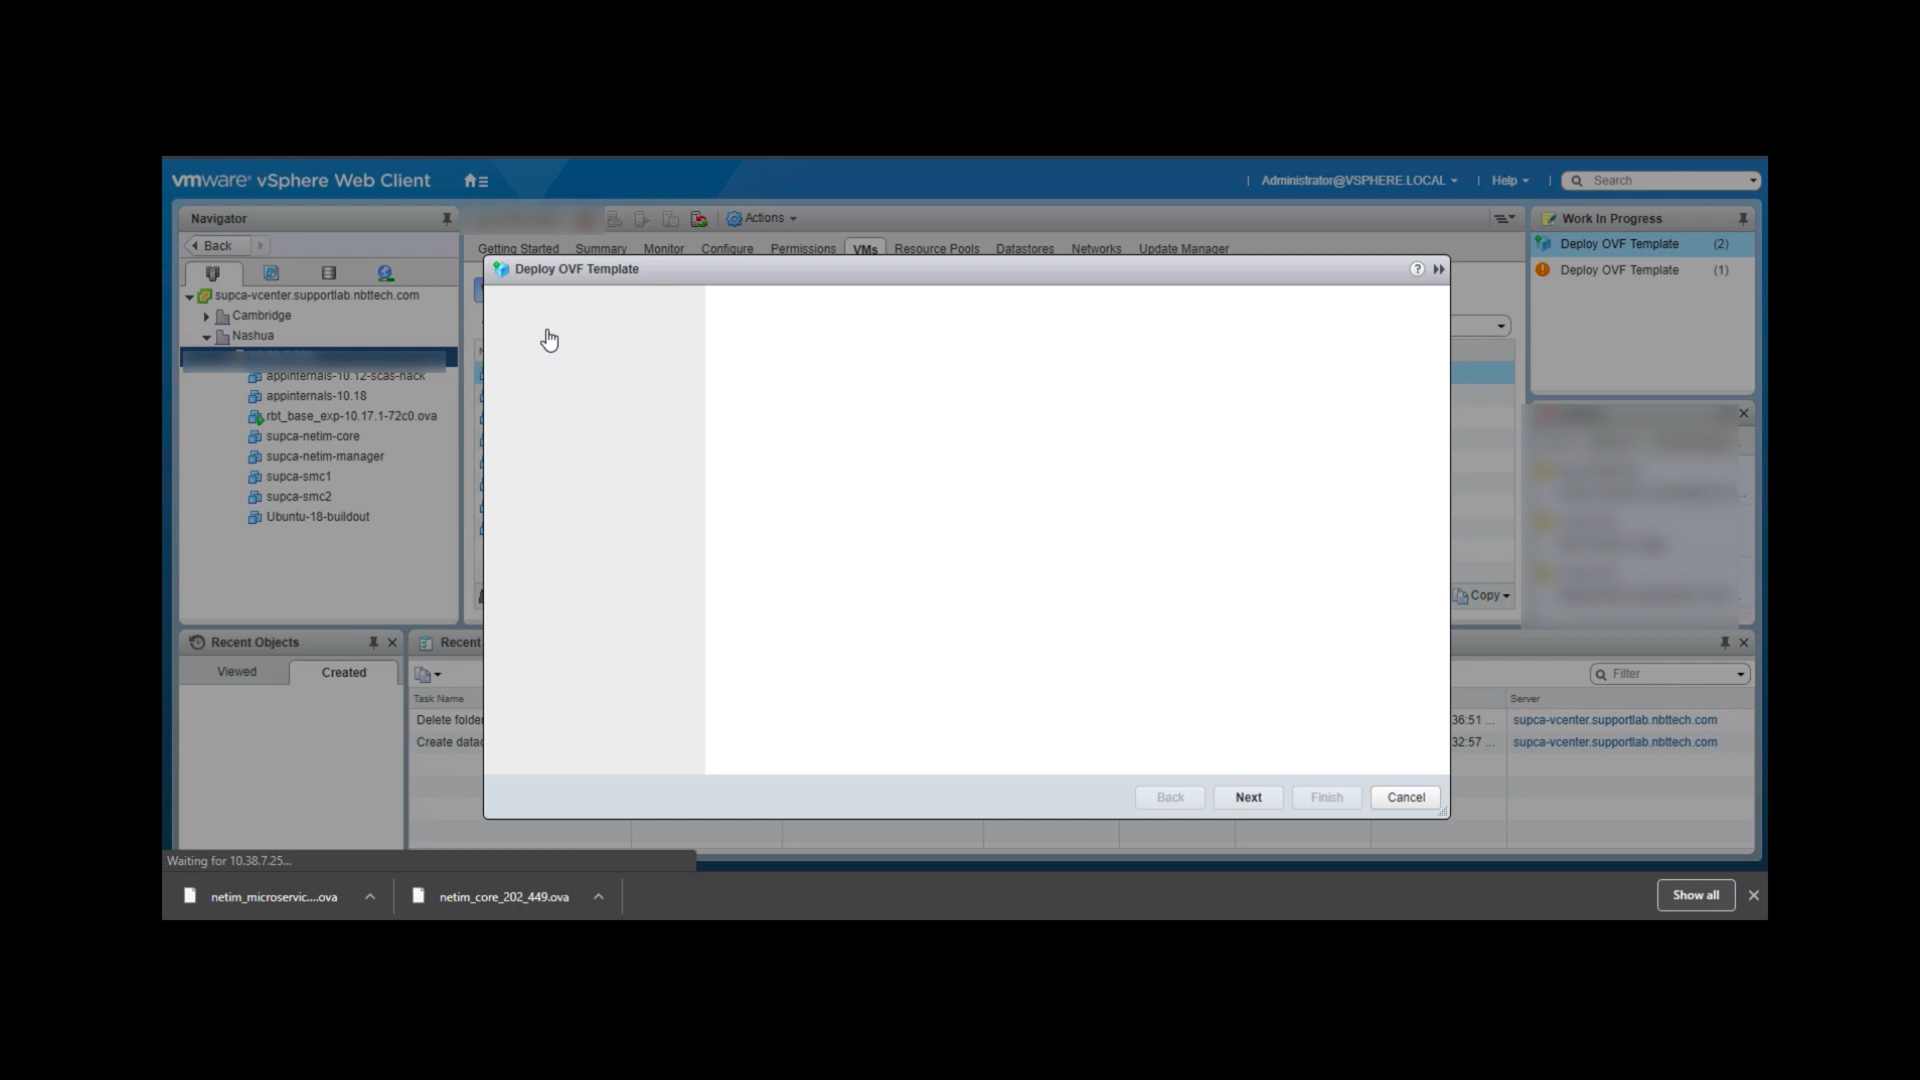 vmware® vSphere Web Client
Administrator@VSPHERE.LOCAL
Help
Search
Navigator
Back
supca-vcenter.supportlab.nbttech.com
Cambridge
Nashua
appinternals-10.12-scas-hack
appinternals-10.18
rbt_base_exp-10.17.1-72c0.ova
supca-netim-core
supca-netim-manager
supca-smc1
supca-smc2
Ubuntu-18-buildout
Actions
Getting Started Summary Monitor Configure Permissions VMs Resource Pools Datastores Networks Update Manager
Deploy OVF Template
?
Back Next Finish Cancel
Copy
Work In Progress
Deploy OVF Template (2)
Deploy OVF Template (1)
Recent Objects
Viewed Created
Recent
Filter
Task Name Server
Delete folder 36:51 ... supca-vcenter.supportlab.nbttech.com
Create datac 32:57 ... supca-vcenter.supportlab.nbttech.com
Waiting for 10.38.7.25...
netim_microservic....ova netim_core_202_449.ova Show all